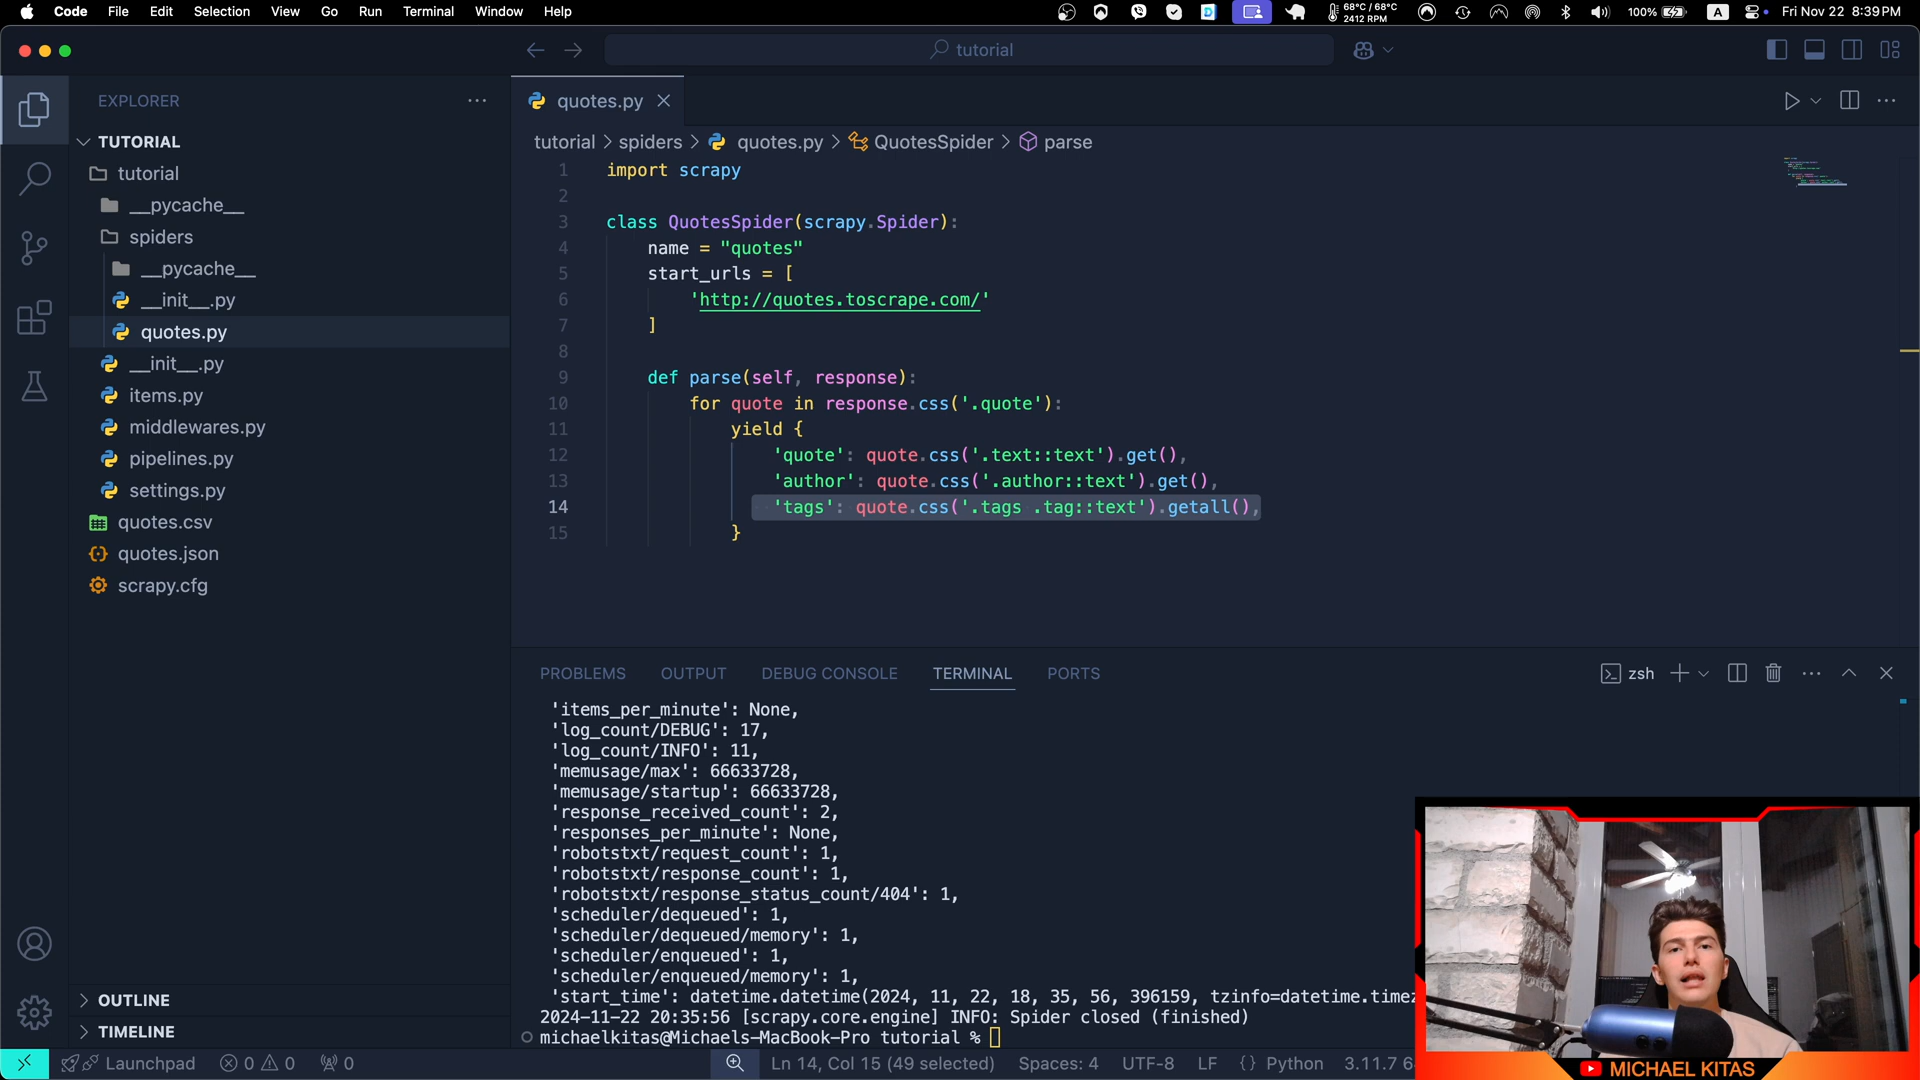 Code File Edit Selection View Go Run Terminal Window Help
68°C / 68°C
2412 RPM
100%
A
Fri Nov 22 8:39 PM
tutorial
EXPLORER
quotes.py
TUTORIAL
tutorial > spiders > quotes.py > QuotesSpider > parse
tutorial
__pycache__
spiders
__pycache__
__init__.py
quotes.py
__init__.py
items.py
middlewares.py
pipelines.py
settings.py
quotes.csv
quotes.json
scrapy.cfg
OUTLINE
TIMELINE
1 import scrapy
2
3 class QuotesSpider(scrapy.Spider):
4 name = "quotes"
5 start_urls = [
6 'http://quotes.toscrape.com/'
7 ]
8
9 def parse(self, response):
10 for quote in response.css('.quote'):
11 yield {
12 'quote': quote.css('.text::text').get(),
13 'author': quote.css('.author::text').get(),
14 'tags': quote.css('.tags .tag::text').getall(),
15 }
PROBLEMS OUTPUT DEBUG CONSOLE TERMINAL PORTS
zsh
'items_per_minute': None,
'log_count/DEBUG': 17,
'log_count/INFO': 11,
'memusage/max': 66633728,
'memusage/startup': 66633728,
'response_received_count': 2,
'responses_per_minute': None,
'robotstxt/request_count': 1,
'robotstxt/response_count': 1,
'robotstxt/response_status_count/404': 1,
'scheduler/dequeued': 1,
'scheduler/dequeued/memory': 1,
'scheduler/enqueued': 1,
'scheduler/enqueued/memory': 1,
'start_time': datetime.datetime(2024, 11, 22, 18, 35, 56, 396159, tzinfo=datetime.timez
2024-11-22 20:35:56 [scrapy.core.engine] INFO: Spider closed (finished)
michaelkitas@Michaels-MacBook-Pro tutorial %
Launchpad 0 0 0
Ln 14, Col 15 (49 selected) Spaces: 4 UTF-8 LF {} Python 3.11.7 6
MICHAEL KITAS